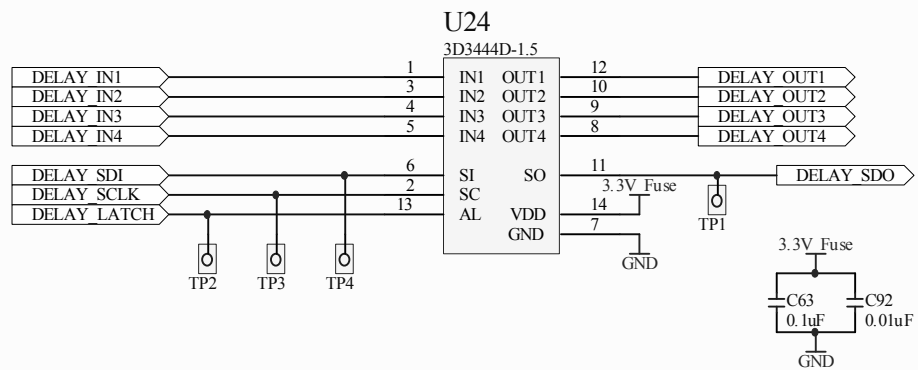 U24
3D3444D-1.5
DELAY_IN1 1 IN1 OUT1 12 DELAY_OUT1
DELAY_IN2 3 IN2 OUT2 10 DELAY_OUT2
DELAY_IN3 4 IN3 OUT3 9 DELAY_OUT3
DELAY_IN4 5 IN4 OUT4 8 DELAY_OUT4
DELAY_SDI 6 SI SO 11 DELAY_SDO
DELAY_SCLK 2 SC 3.3V_Fuse
DELAY_LATCH 13 AL VDD 14
GND 7
TP1
GND
TP2 TP3 TP4
3.3V_Fuse
C63 C92
0.1uF 0.01uF
GND